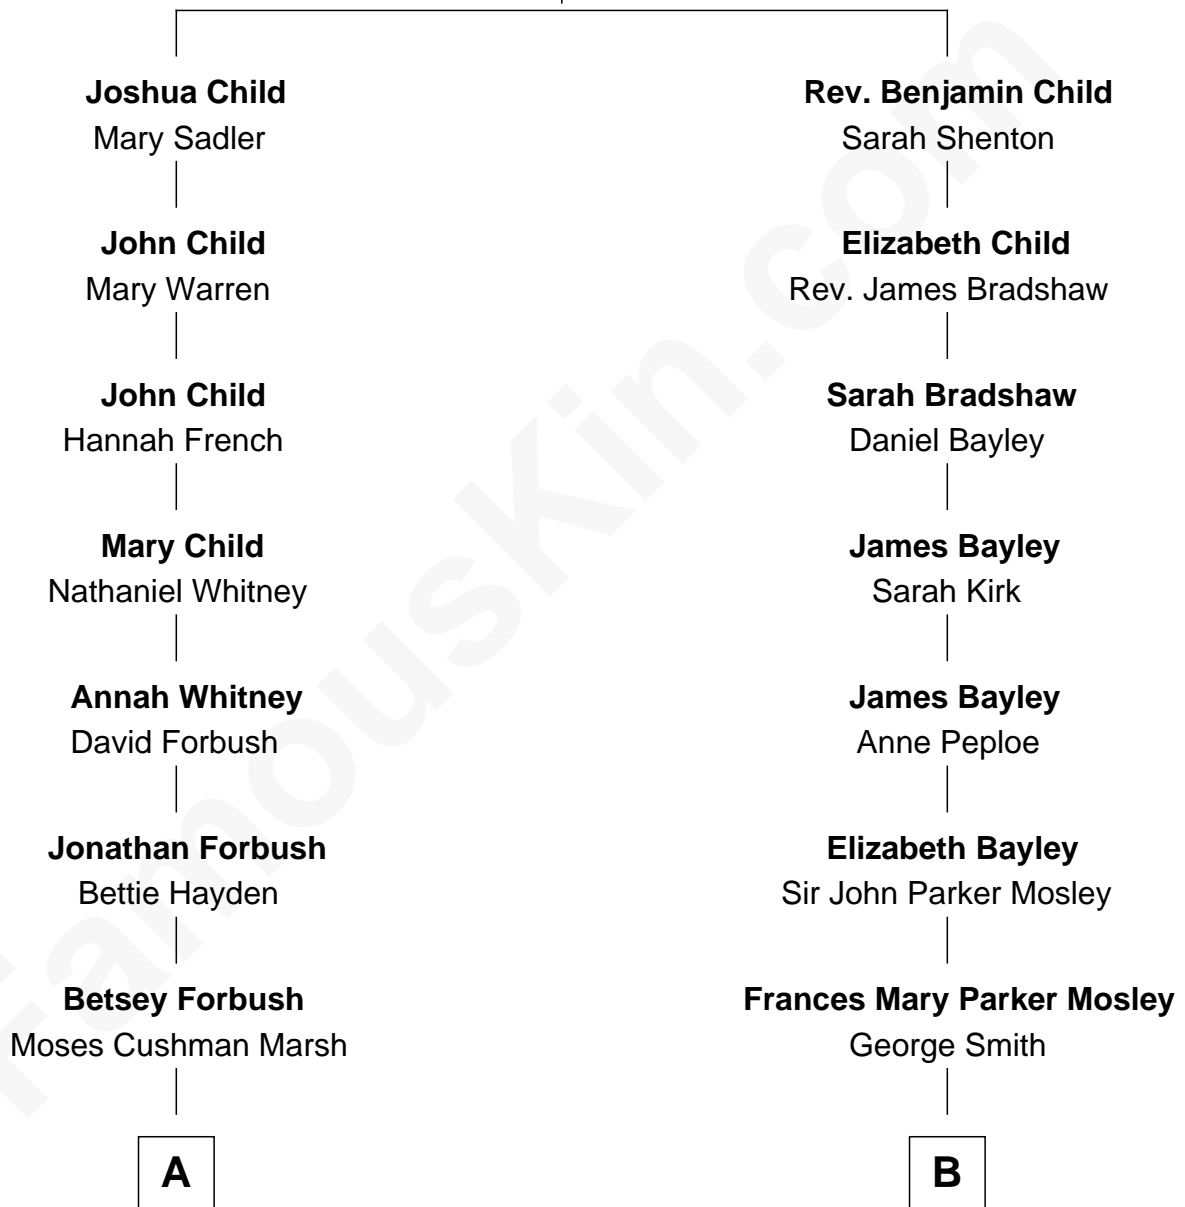 Joshua Child
Mary Sadler
John Child
Mary Warren
John Child
Hannah French
Mary Child
Nathaniel Whitney
Annah Whitney
David Forbush
Jonathan Forbush
Bettie Hayden
Betsey Forbush
Moses Cushman Marsh
A
Rev. Benjamin Child
Sarah Shenton
Elizabeth Child
Rev. James Bradshaw
Sarah Bradshaw
Daniel Bayley
James Bayley
Sarah Kirk
James Bayley
Anne Peploe
Elizabeth Bayley
Sir John Parker Mosley
Frances Mary Parker Mosley
George Smith
B
FamousKin.com